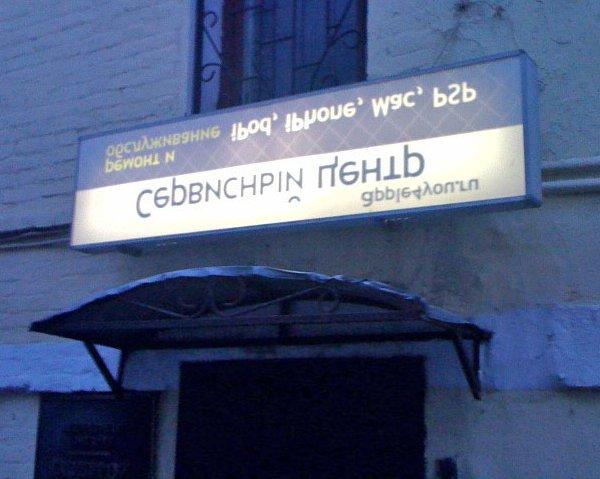 apple4you.ru
Сервисный центр
ремонт и
обслуживание iPod, iPhone, Mac, PSP